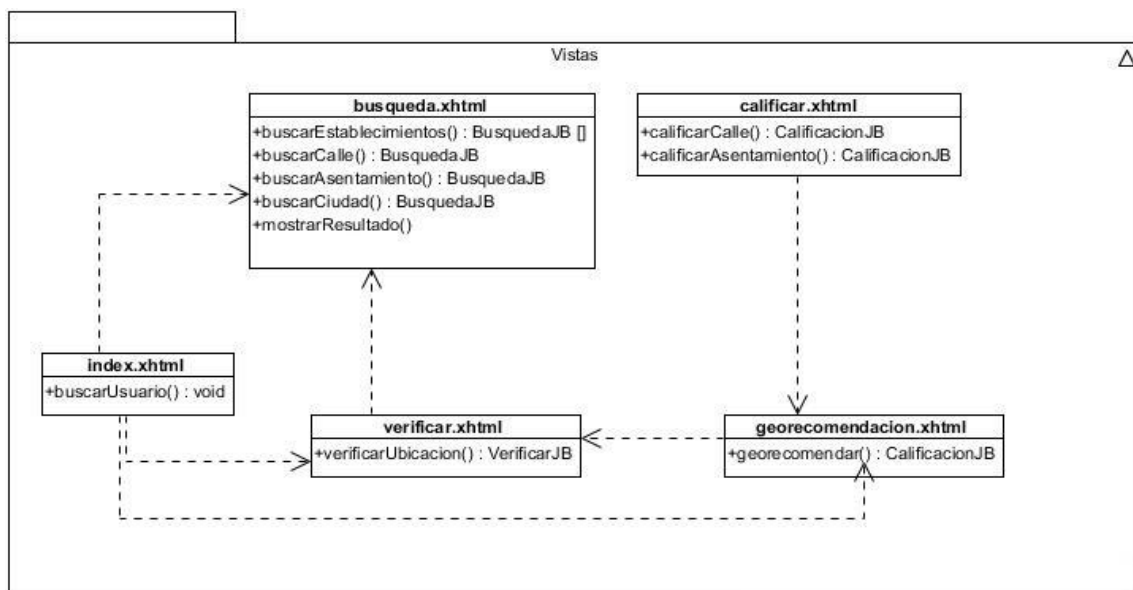 Vistas
busqueda.xhtml
+buscarEstablecimientos() : BusquedaJB []
+buscarCalle() : BusquedaJB
+buscarAsentamiento() : BusquedaJB
+buscarCiudad() : BusquedaJB
+mostrarResultado()
calificar.xhtml
+calificarCalle() : CalificacionJB
+calificarAsentamiento() : CalificacionJB
index.xhtml
+buscarUsuario() : void
verificar.xhtml
+verificarUbicacion() : VerificarJB
georecomendacion.xhtml
+georecomendar() : CalificacionJB